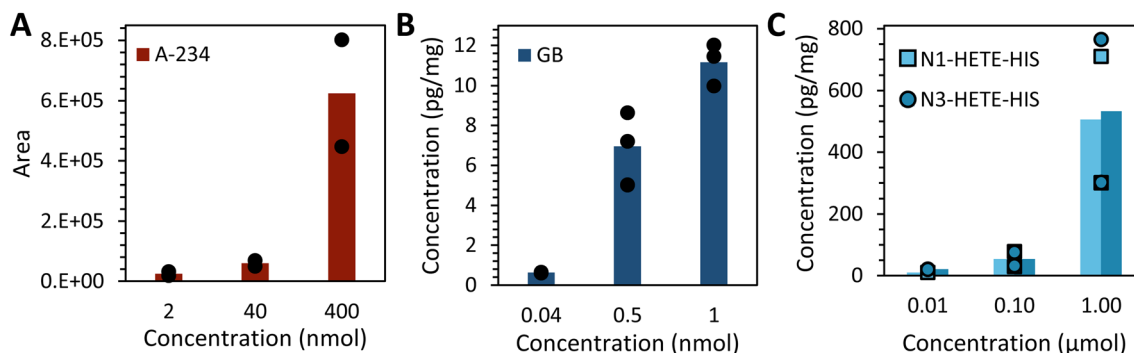 A
Area
8.E+05
6.E+05
4.E+05
2.E+05
0.E+00
A-234
2 40 400
Concentration (nmol)
B
Concentration (pg/mg)
12
10
8
6
4
2
0
GB
0.04 0.5 1
Concentration (nmol)
C
Concentration (pg/mg)
800
600
400
200
0
N1-HETE-HIS
N3-HETE-HIS
0.01 0.10 1.00
Concentration (μmol)